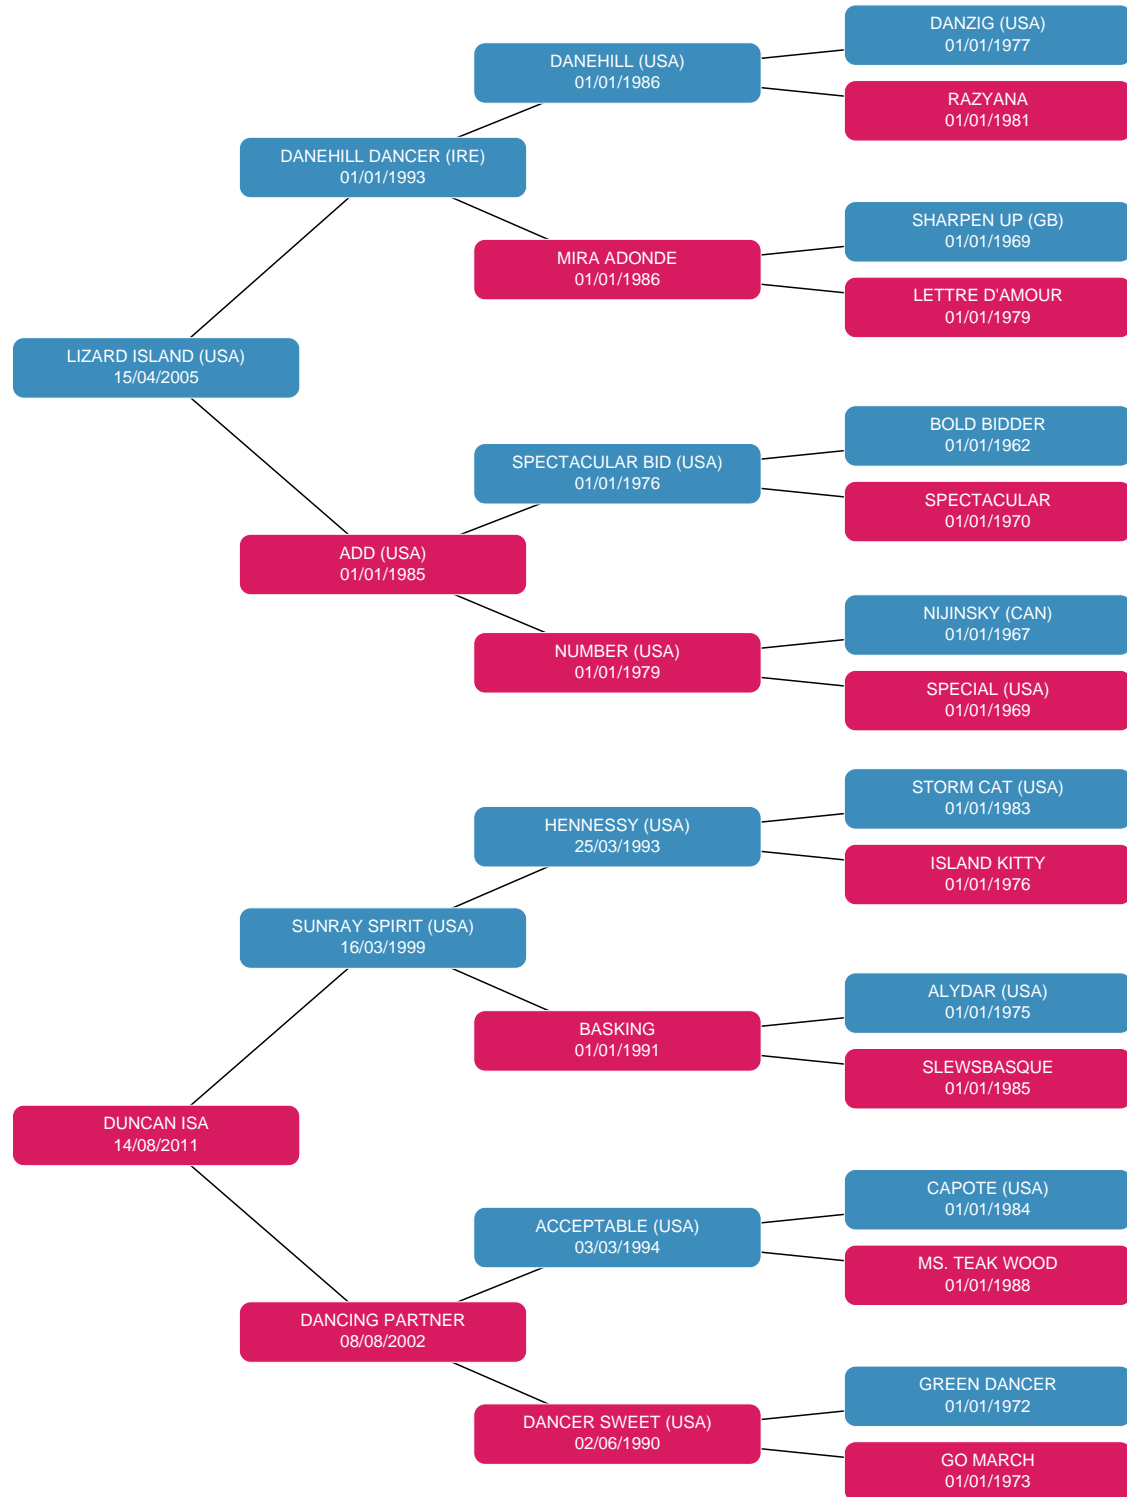 DANZIG (USA)
01/01/1977
DANEHILL (USA)
01/01/1986
RAZYANA
01/01/1981
DANEHILL DANCER (IRE)
01/01/1993
SHARPEN UP (GB)
01/01/1969
MIRA ADONDE
01/01/1986
LETTRE D'AMOUR
01/01/1979
LIZARD ISLAND (USA)
15/04/2005
BOLD BIDDER
01/01/1962
SPECTACULAR BID (USA)
01/01/1976
SPECTACULAR
01/01/1970
ADD (USA)
01/01/1985
NIJINSKY (CAN)
01/01/1967
NUMBER (USA)
01/01/1979
SPECIAL (USA)
01/01/1969
STORM CAT (USA)
01/01/1983
HENNESSY (USA)
25/03/1993
ISLAND KITTY
01/01/1976
SUNRAY SPIRIT (USA)
16/03/1999
ALYDAR (USA)
01/01/1975
BASKING
01/01/1991
SLEWSBASQUE
01/01/1985
DUNCAN ISA
14/08/2011
CAPOTE (USA)
01/01/1984
ACCEPTABLE (USA)
03/03/1994
MS. TEAK WOOD
01/01/1988
DANCING PARTNER
08/08/2002
GREEN DANCER
01/01/1972
DANCER SWEET (USA)
02/06/1990
GO MARCH
01/01/1973